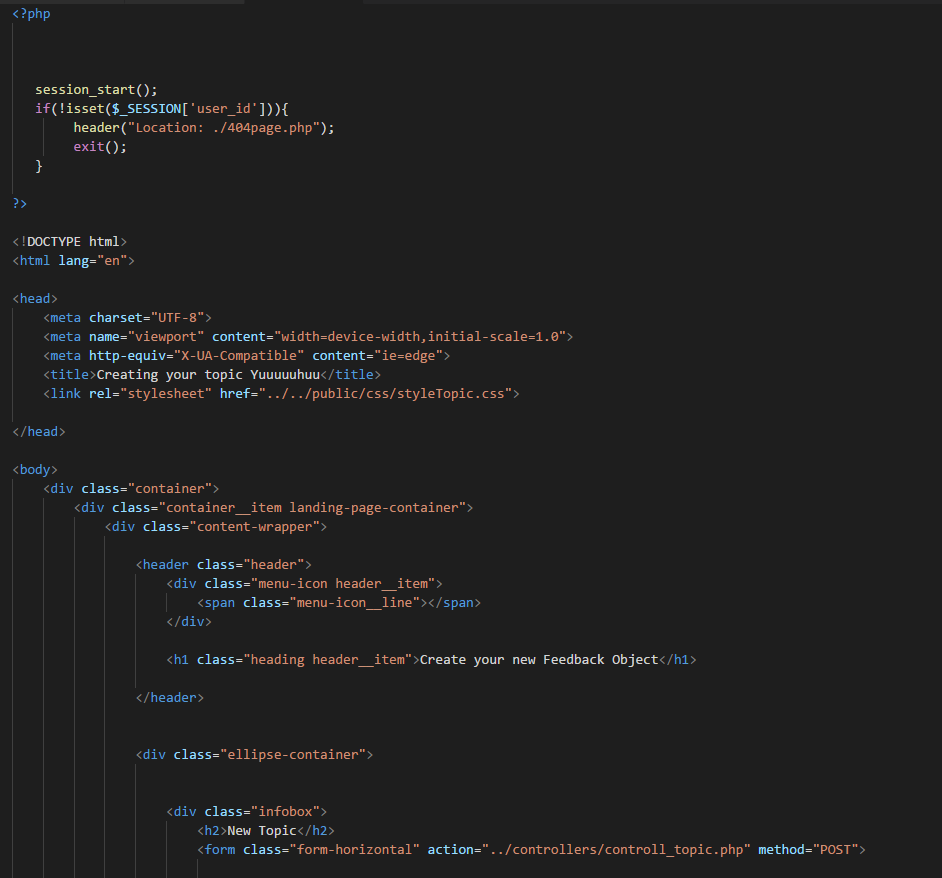 <?php
session_start();
if(!isset($_SESSION['user_id'])){
header("Location: ./404page.php");
exit();
}
?>
<!DOCTYPE html>
<html lang="en">
<head>
<meta charset="UTF-8">
<meta name="viewport" content="width=device-width,initial-scale=1.0">
<meta http-equiv="X-UA-Compatible" content="ie=edge">
<title>Creating your topic Yuuuuuhuu</title>
<link rel="stylesheet" href="../../public/css/styleTopic.css">
</head>
<body>
<div class="container">
<div class="container__item landing-page-container">
<div class="content-wrapper">
<header class="header">
<div class="menu-icon header__item">
<span class="menu-icon__line"></span>
</div>
<h1 class="heading header__item">Create your new Feedback Object</h1>
</header>
<div class="ellipse-container">
<div class="infobox">
<h2>New Topic</h2>
<form class="form-horizontal" action="../controllers/controll_topic.php" method="POST">